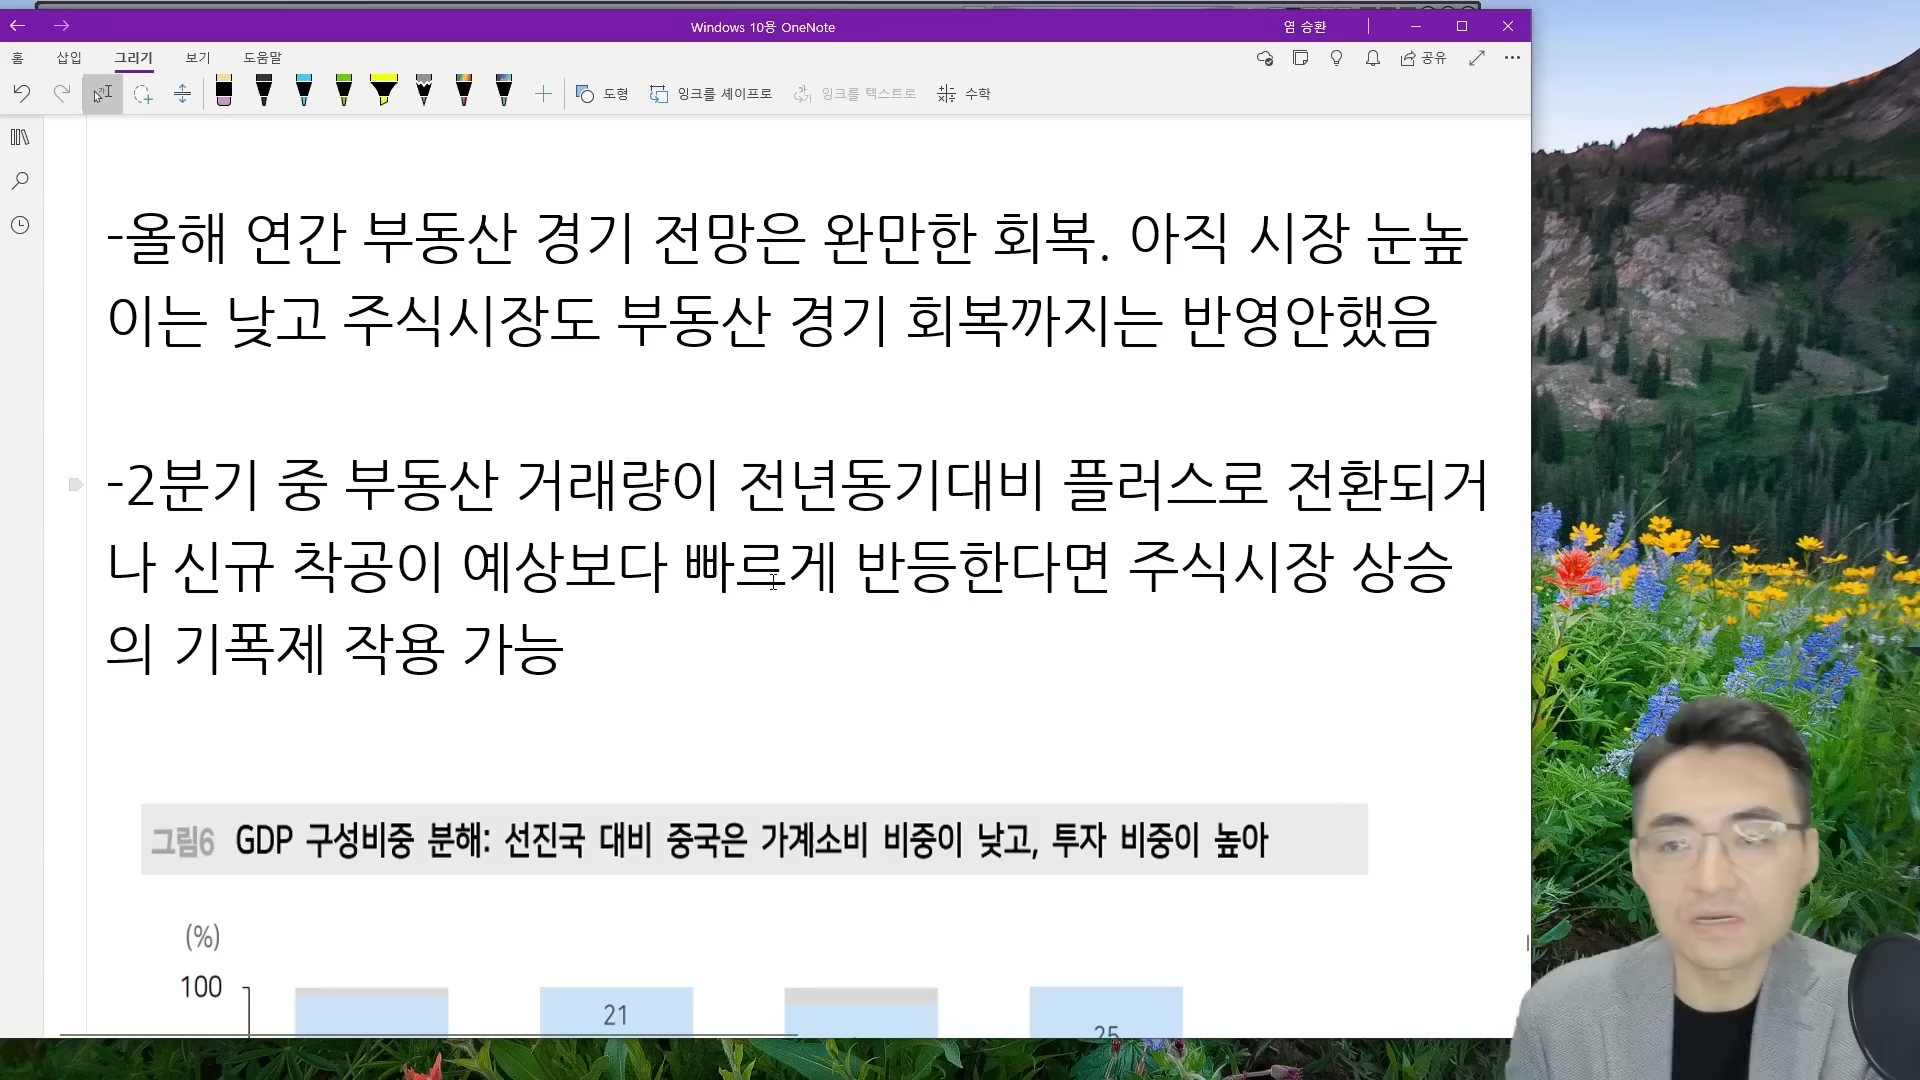 Windows 10용 OneNote
염 승환
홈 삽입 그리기 보기 도움말
공유
도형 잉크를 셰이프로 잉크를 텍스트로 수학
-올해 연간 부동산 경기 전망은 완만한 회복. 아직 시장 눈높
이는 낮고 주식시장도 부동산 경기 회복까지는 반영안했음
-2분기 중 부동산 거래량이 전년동기대비 플러스로 전환되거
나 신규 착공이 예상보다 빠르게 반등한다면 주식시장 상승
의 기폭제 작용 가능
그림6 GDP 구성비중 분해: 선진국 대비 중국은 가계소비 비중이 낮고, 투자 비중이 높아
(%)
100
21
25